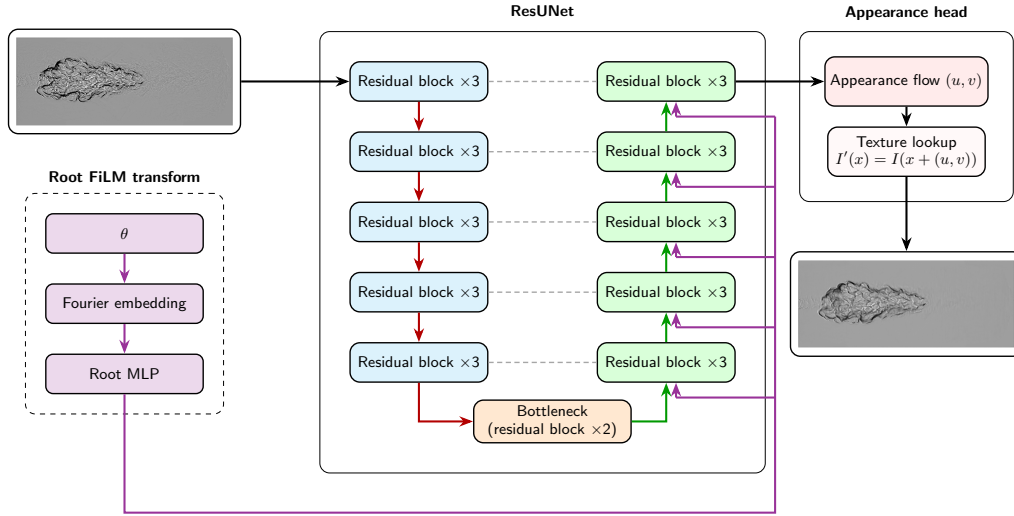 ResUNet
Appearance head
Residual block ×3
Residual block ×3
Appearance flow (u, v)
Residual block ×3
Residual block ×3
Texture lookup
I′(x) = I(x + (u, v))
Root FiLM transform
θ
Residual block ×3
Residual block ×3
Fourier embedding
Residual block ×3
Residual block ×3
Root MLP
Residual block ×3
Residual block ×3
Bottleneck
(residual block ×2)